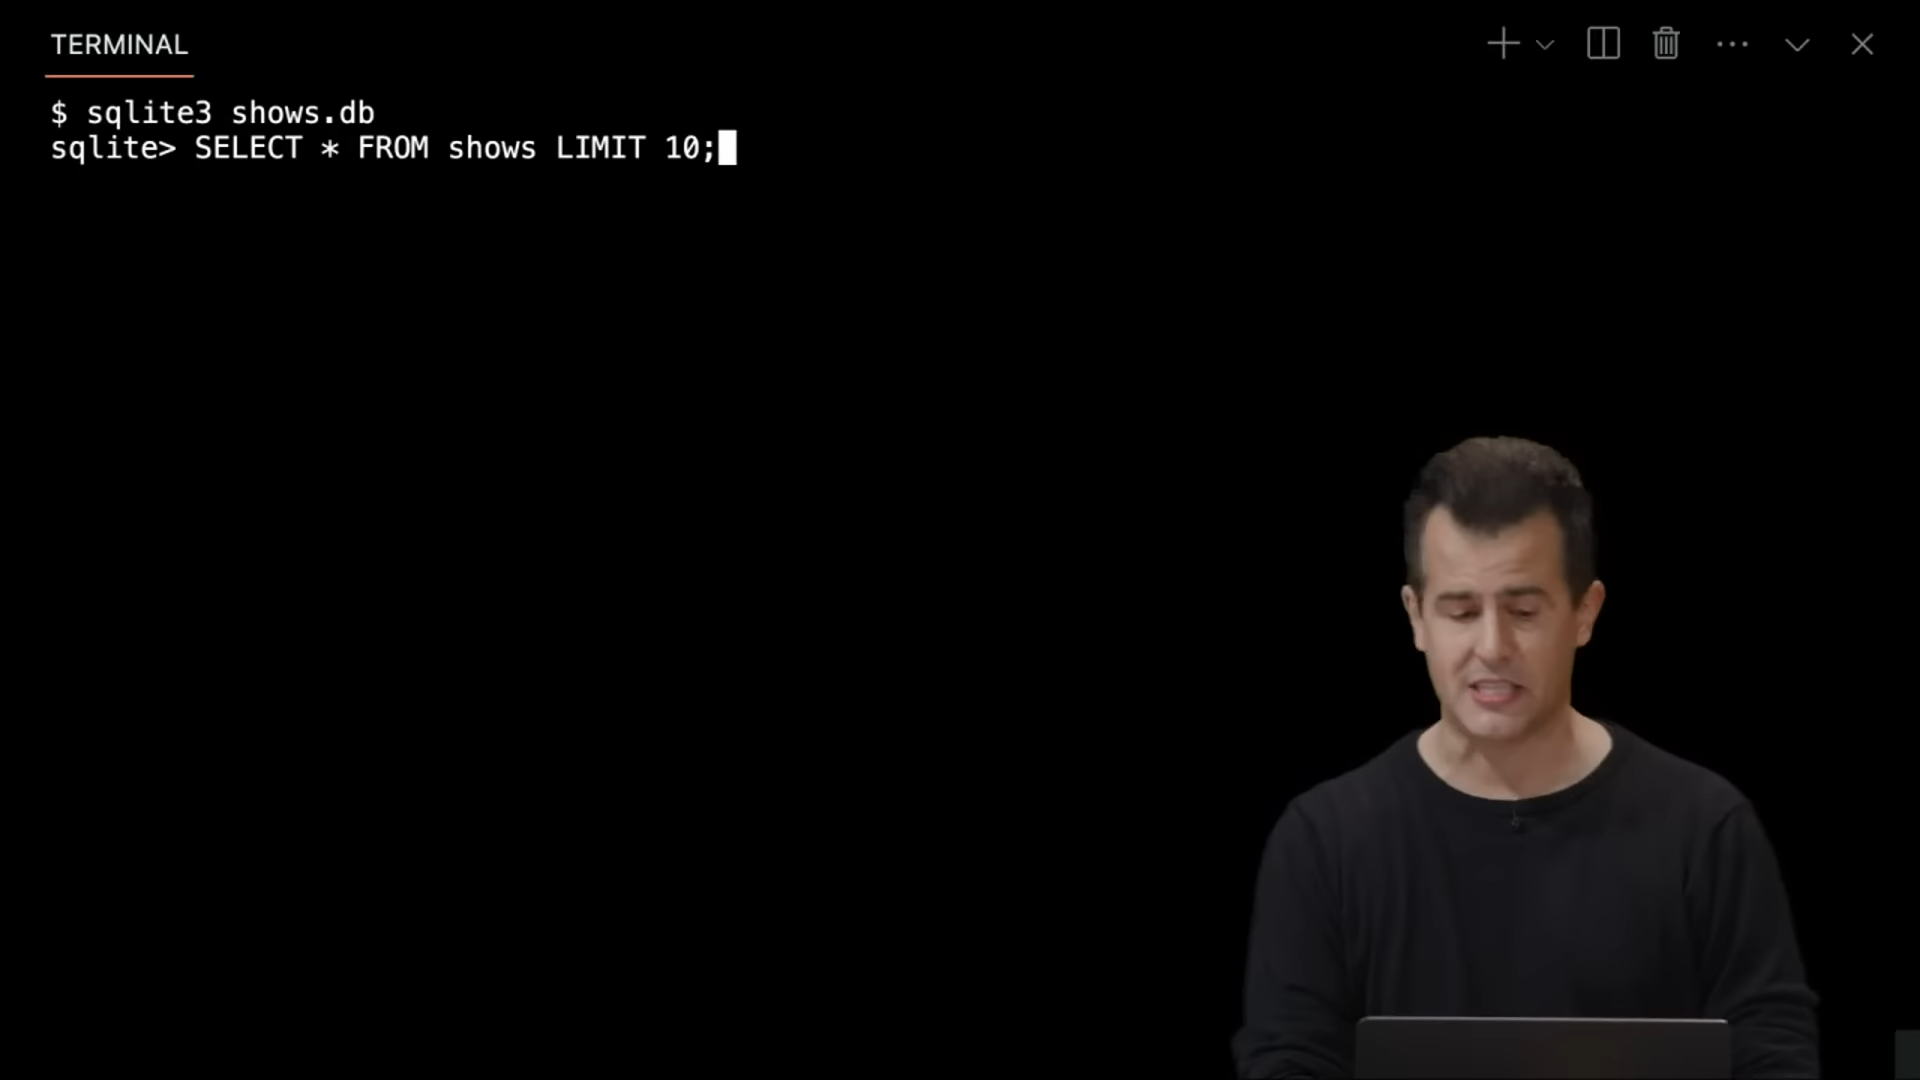 TERMINAL
$ sqlite3 shows.db
sqlite> SELECT * FROM shows LIMIT 10;